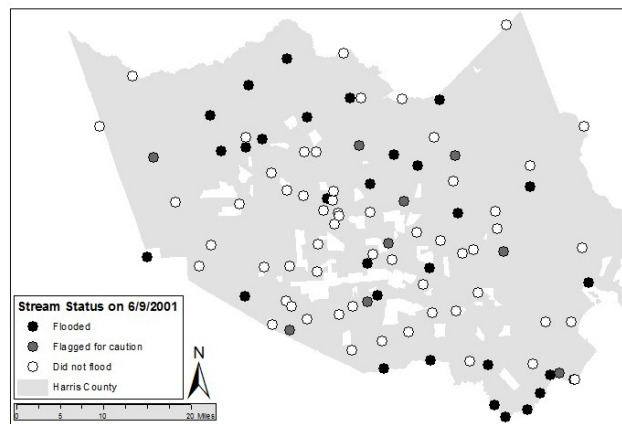 Stream Status on 6/9/2001
Flooded
Flagged for caution
Did not flood
Harris County
N
0 5 10 20 Miles